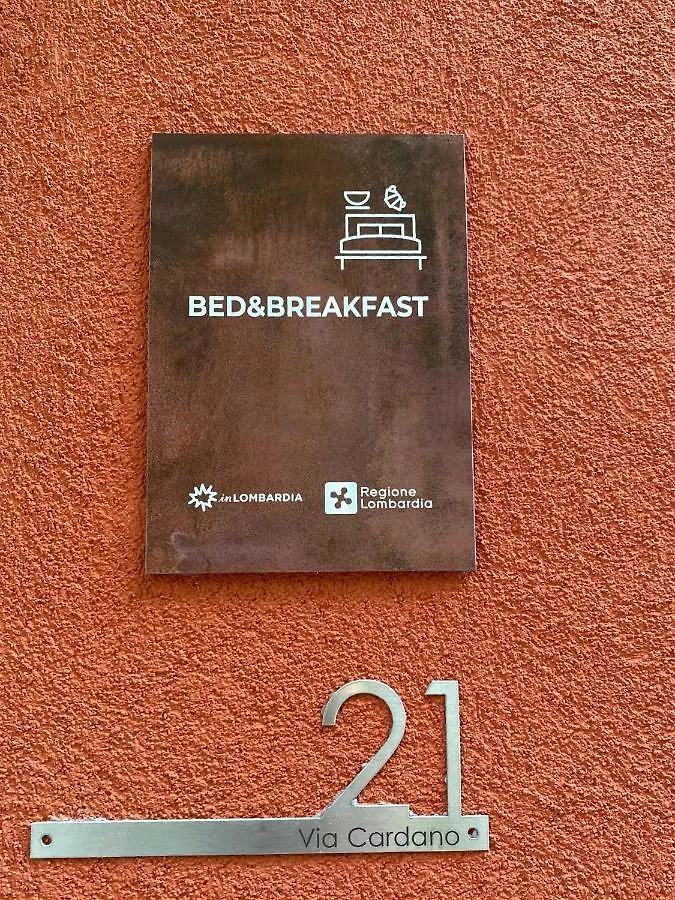 BED&BREAKFAST
inLOMBARDIA
Regione
Lombardia
21
Via Cardano